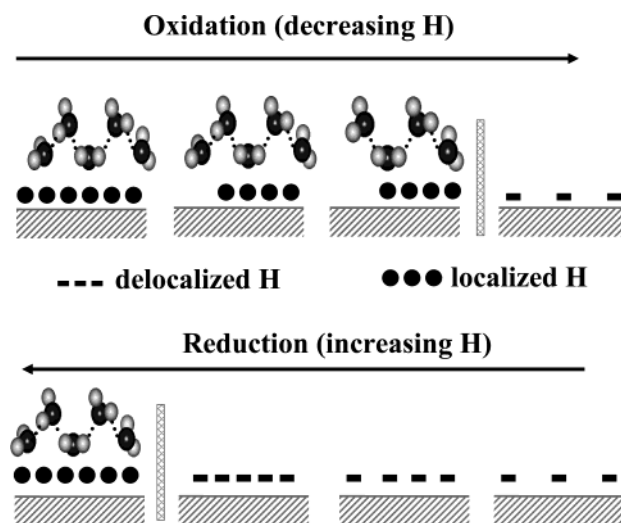 Oxidation (decreasing H)
delocalized H
localized H
Reduction (increasing H)